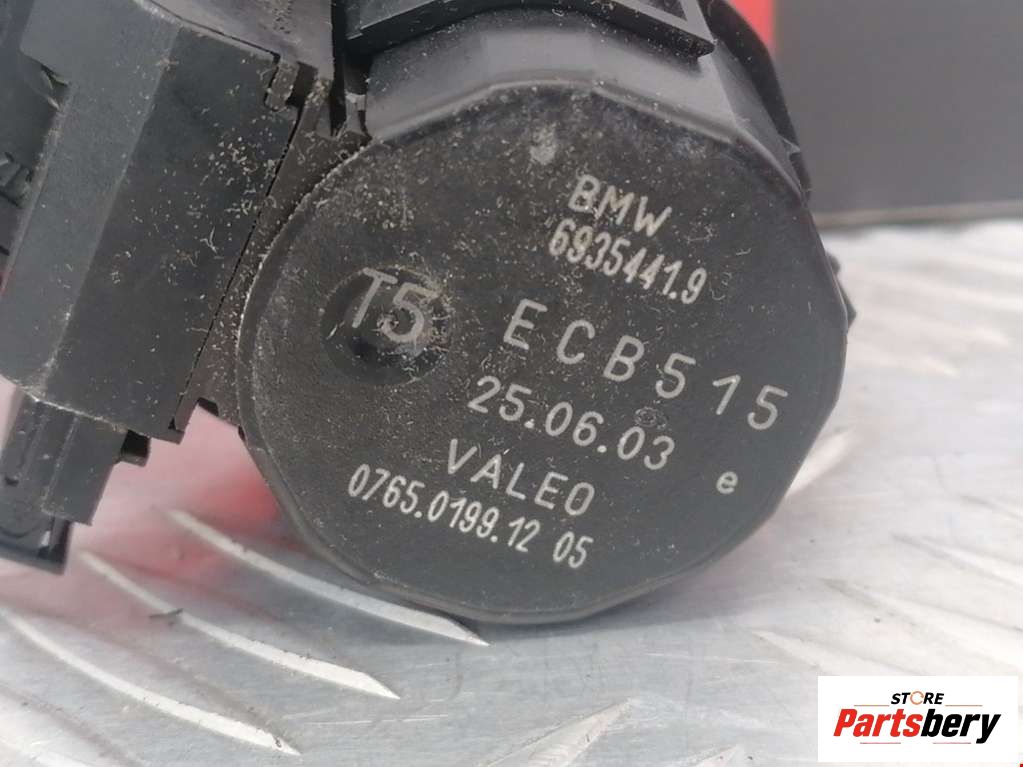 BMW
6935441.9
T5
ECB515
25.06.03
e
VALEO
0765.0199.12 05
STORE
Partsbery